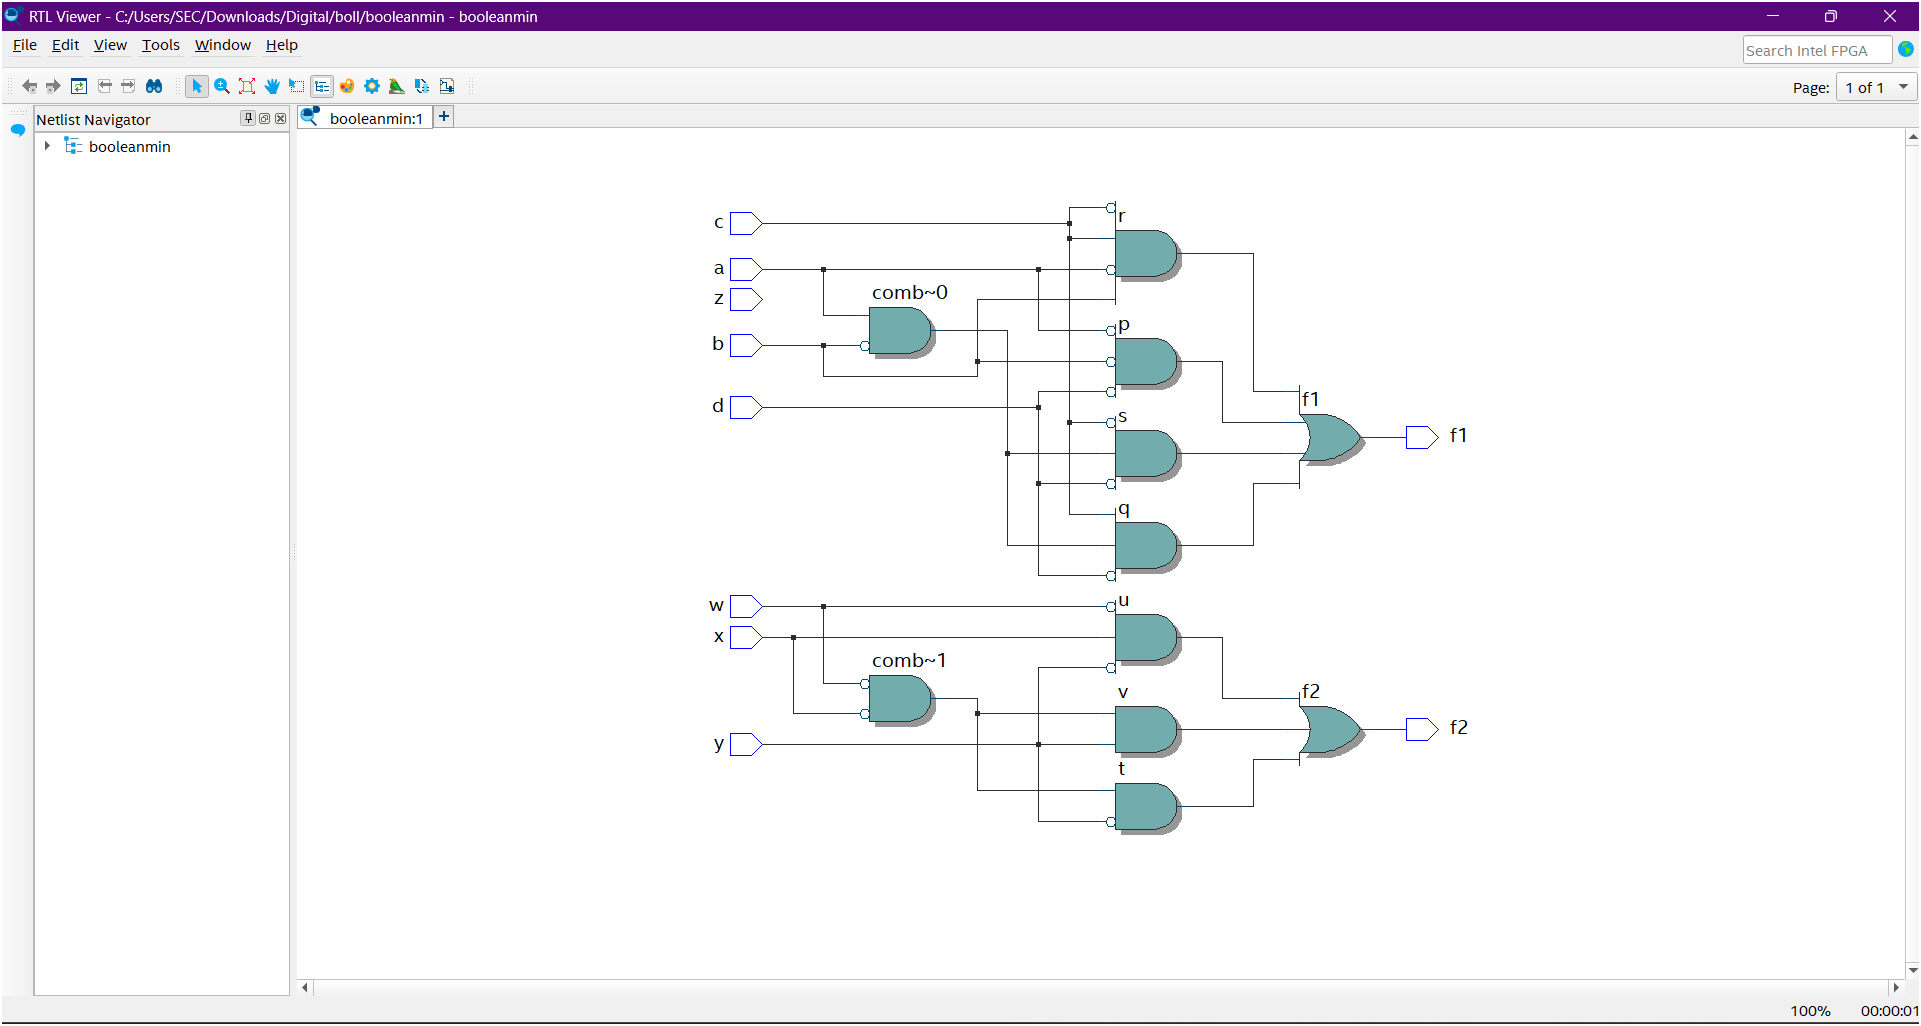 RTL Viewer - C:/Users/SEC/Downloads/Digital/boll/booleanmin - booleanmin
File Edit View Tools Window Help
Search Intel FPGA
Page: 1 of 1
Netlist Navigator
booleanmin:1
booleanmin
c
r
a
z
comb~0
b
p
d
s
f1
f1
q
w
u
x
comb~1
v
f2
f2
y
t
100% 00:00:01